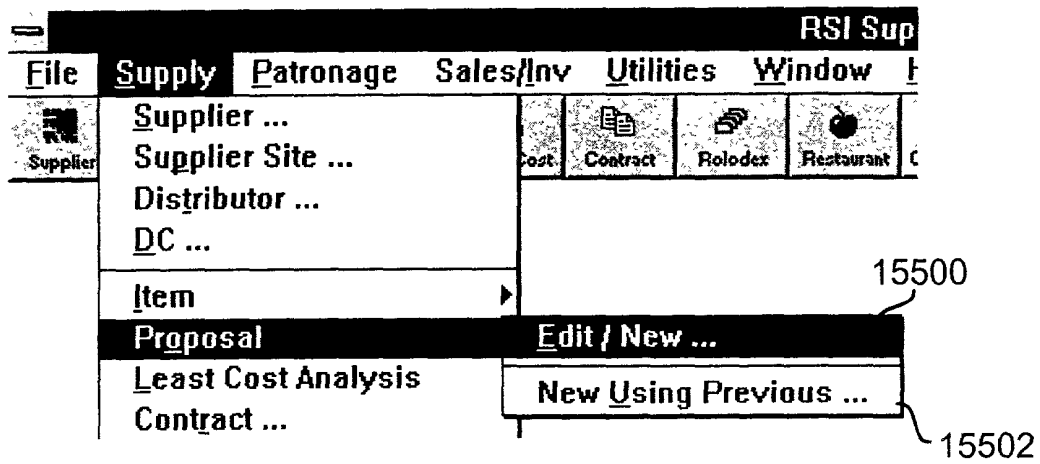 RSI Sup
File Supply Patronage Sales/Inv Utilities Window
Supplier ...
Supplier Cost Contract Rolodex Restaurant
Supplier Site ...
Distributor ...
DC ...
15500
Item
Proposal Edit / New ...
Least Cost Analysis
New Using Previous ...
Contract ...
15502